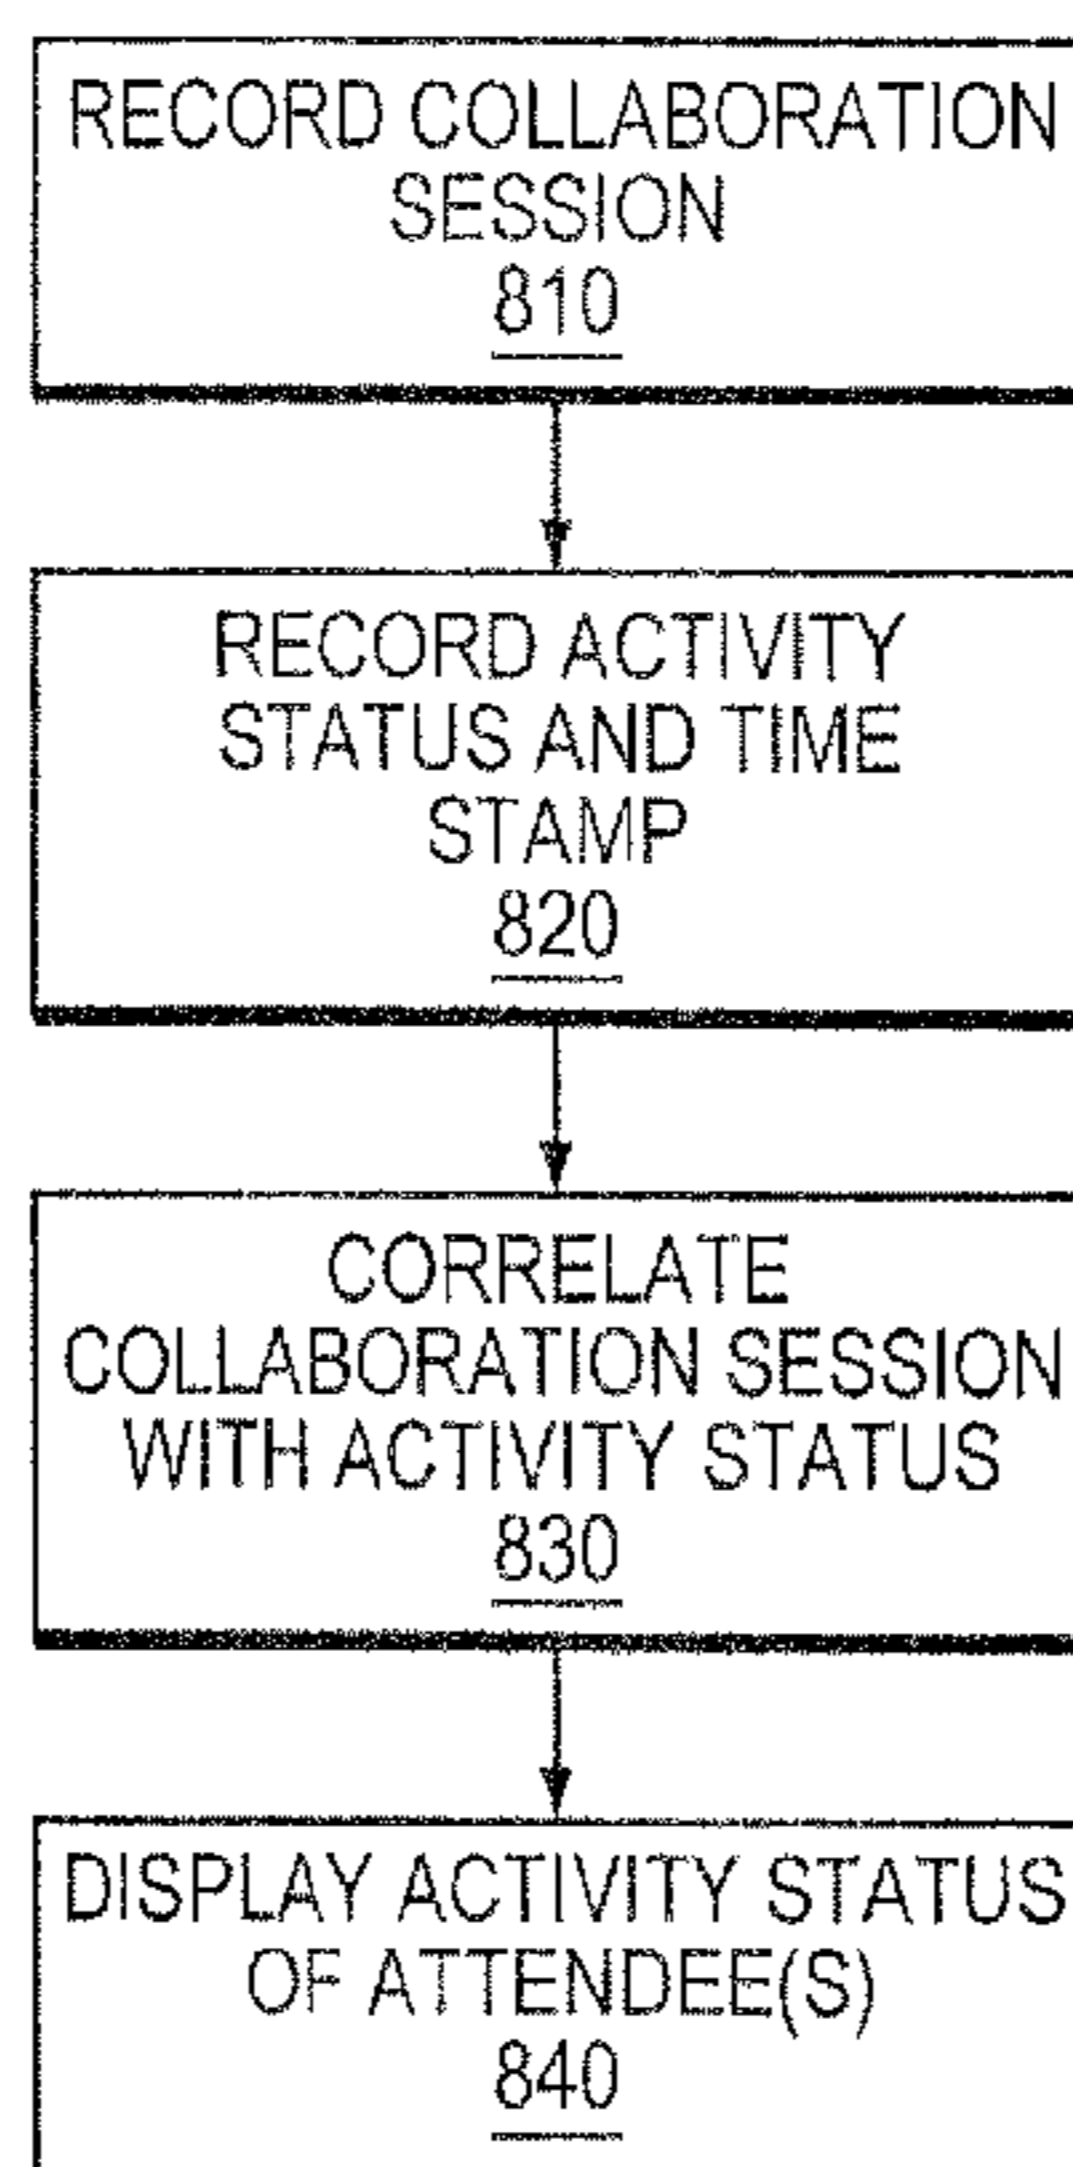 RECORD COLLABORATION
SESSION
810
RECORD ACTIVITY
STATUS AND TIME
STAMP
820
CORRELATE
COLLABORATION SESSION
WITH ACTIVITY STATUS
830
DISPLAY ACTIVITY STATUS
OF ATTENDEE(S)
840